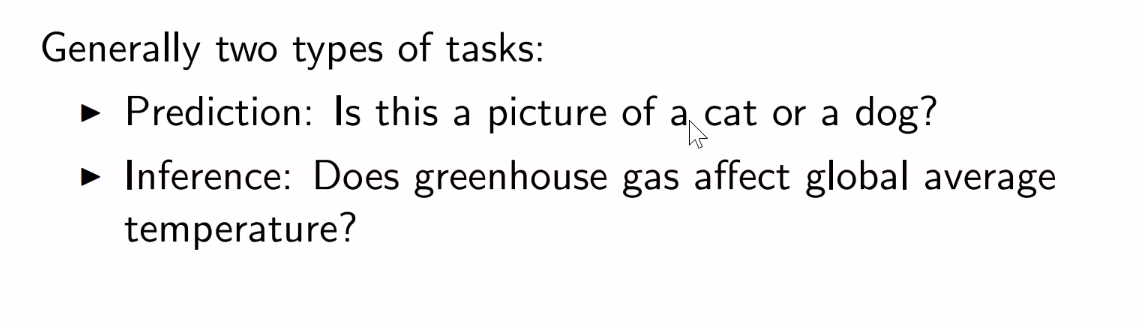 Generally two types of tasks:
▶ Prediction: Is this a picture of a cat or a dog?
▶ Inference: Does greenhouse gas affect global average
temperature?